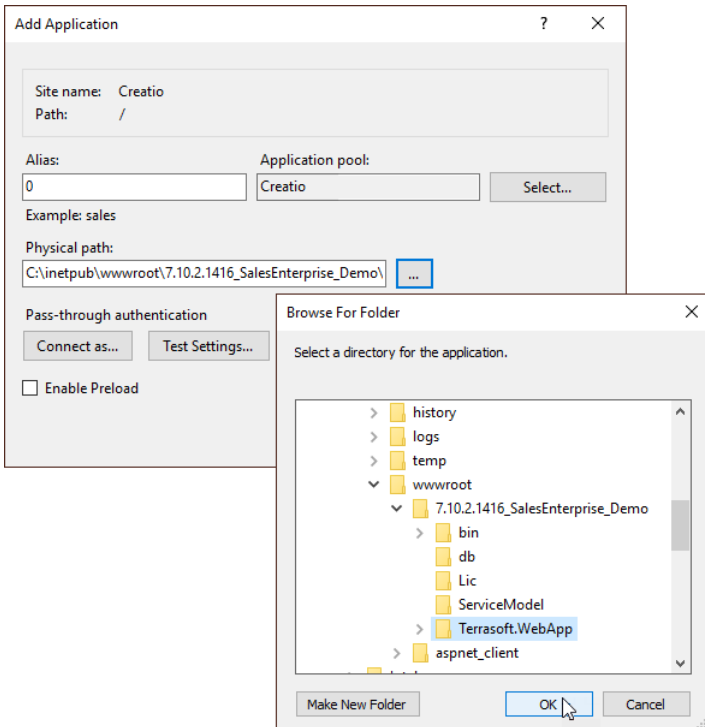 Add Application
?
Site name: Creatio
Path: /
Alias:
Application pool:
0
Creatio
Select...
Example: sales
Physical path:
C:\inetpub\wwwroot\7.10.2.1416_SalesEnterprise_Demo\
...
Pass-through authentication
Connect as...
Test Settings...
Enable Preload
Browse For Folder
Select a directory for the application.
history
logs
temp
wwwroot
7.10.2.1416_SalesEnterprise_Demo
bin
db
Lic
ServiceModel
Terrasoft.WebApp
aspnet_client
Make New Folder
OK
Cancel